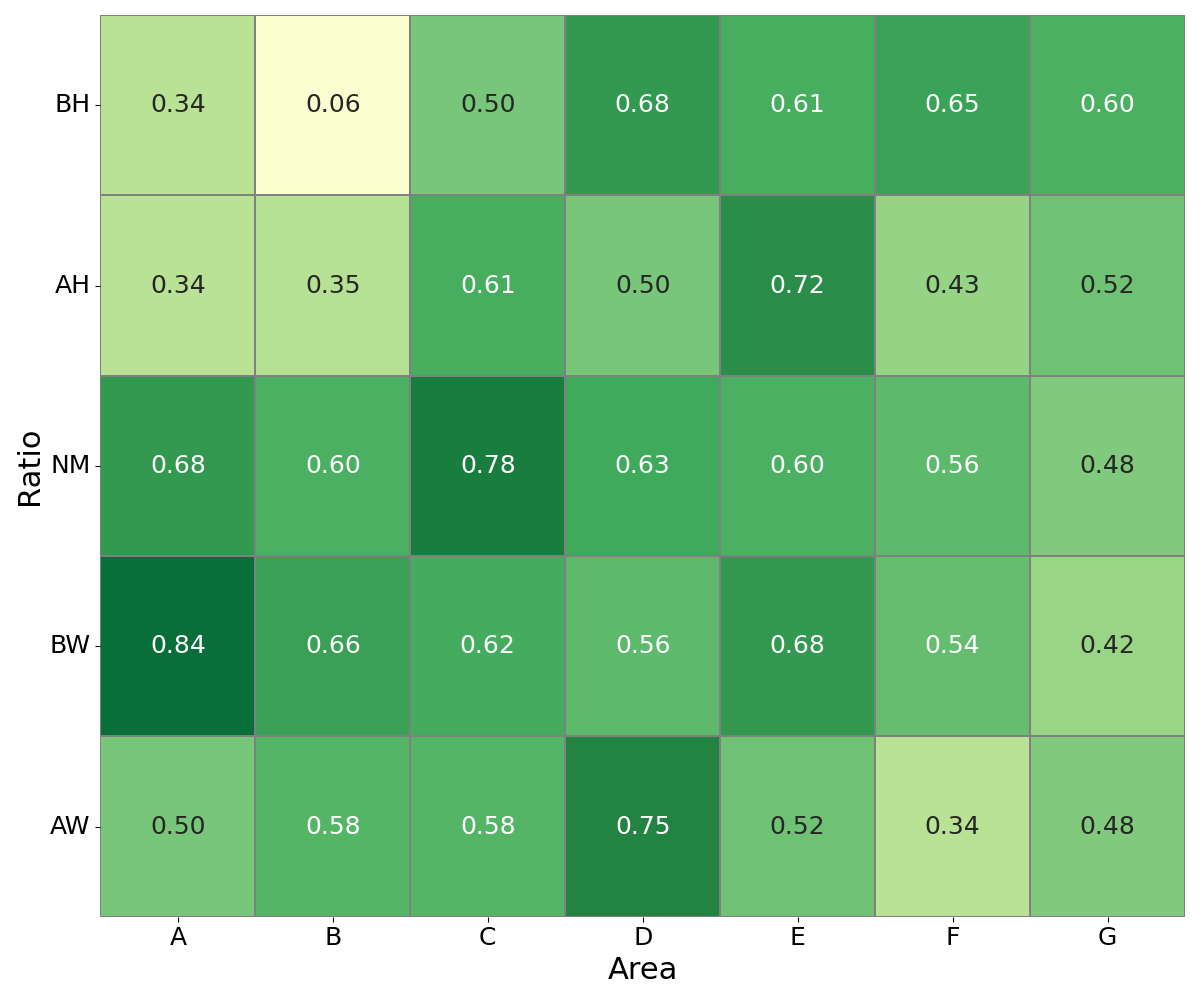 BH 0.34 0.06 0.50 0.68 0.61 0.65 0.60
AH 0.34 0.35 0.61 0.50 0.72 0.43 0.52
NM 0.68 0.60 0.78 0.63 0.60 0.56 0.48
BW 0.84 0.66 0.62 0.56 0.68 0.54 0.42
AW 0.50 0.58 0.58 0.75 0.52 0.34 0.48
A B C D E F G
Area
Ratio